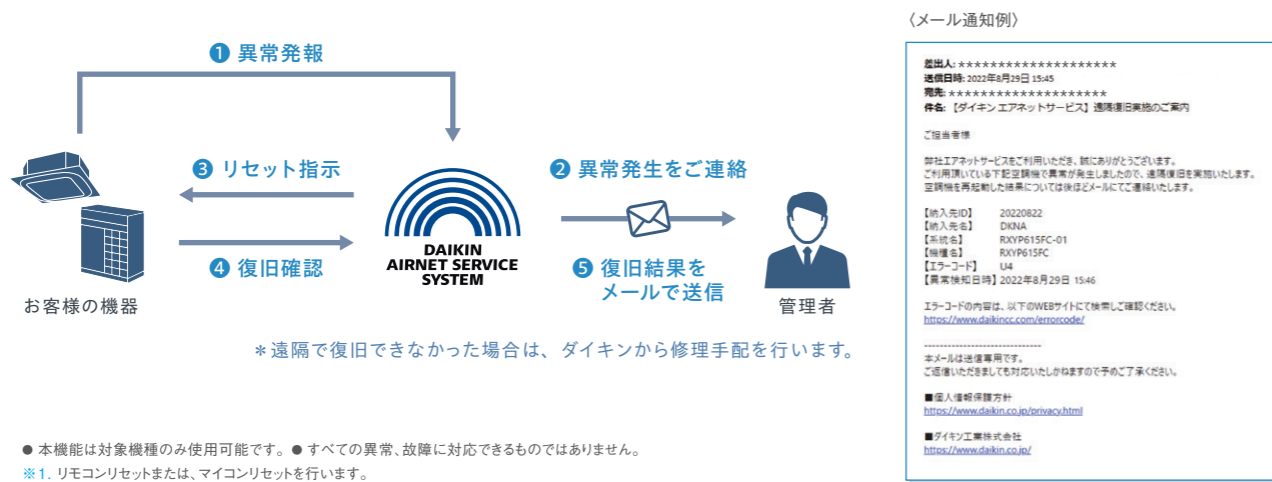 ❶ 異常発報
❸ リセット指示
❷ 異常発生をご連絡
DAIKIN
AIRNET SERVICE
SYSTEM
❹ 復旧確認
❺ 復旧結果を
メールで送信
お客様の機器
管理者
＊遠隔で復旧できなかった場合は、ダイキンから修理手配を行います。
● 本機能は対象機種のみ使用可能です。● すべての異常、故障に対応できるものではありません。
※1. リモコンリセットまたは、マイコンリセットを行います。
〈メール通知例〉
差出人: ********************
送信日時: 2022年8月29日 15:45
宛先: ********************
件名: 【ダイキン エアネットサービス】遠隔復旧実施のご案内
ご担当者様
弊社エアネットサービスをご利用いただき、誠にありがとうございます。
ご利用頂いている下記空調機で異常が発生しましたので、遠隔復旧を実施いたします。
空調機を再起動した結果については後ほどメールにてご連絡いたします。
【納入先ID】 20220822
【納入先名】 DKNA
【系統名】 RXYP615FC-01
【機種名】 RXYP615FC
【エラーコード】 U4
【異常検知日時】 2022年8月29日 15:46
エラーコードの内容は、以下のWEBサイトにて検索しご確認ください。
https://www.daikincc.com/errorcode/
------------------------------
本メールは送信専用です。
ご返信いただきましても対応いたしかねますので予めご了承ください。
■個人情報保護方針
https://www.daikin.co.jp/privacy.html
■ダイキン工業株式会社
https://www.daikin.co.jp/